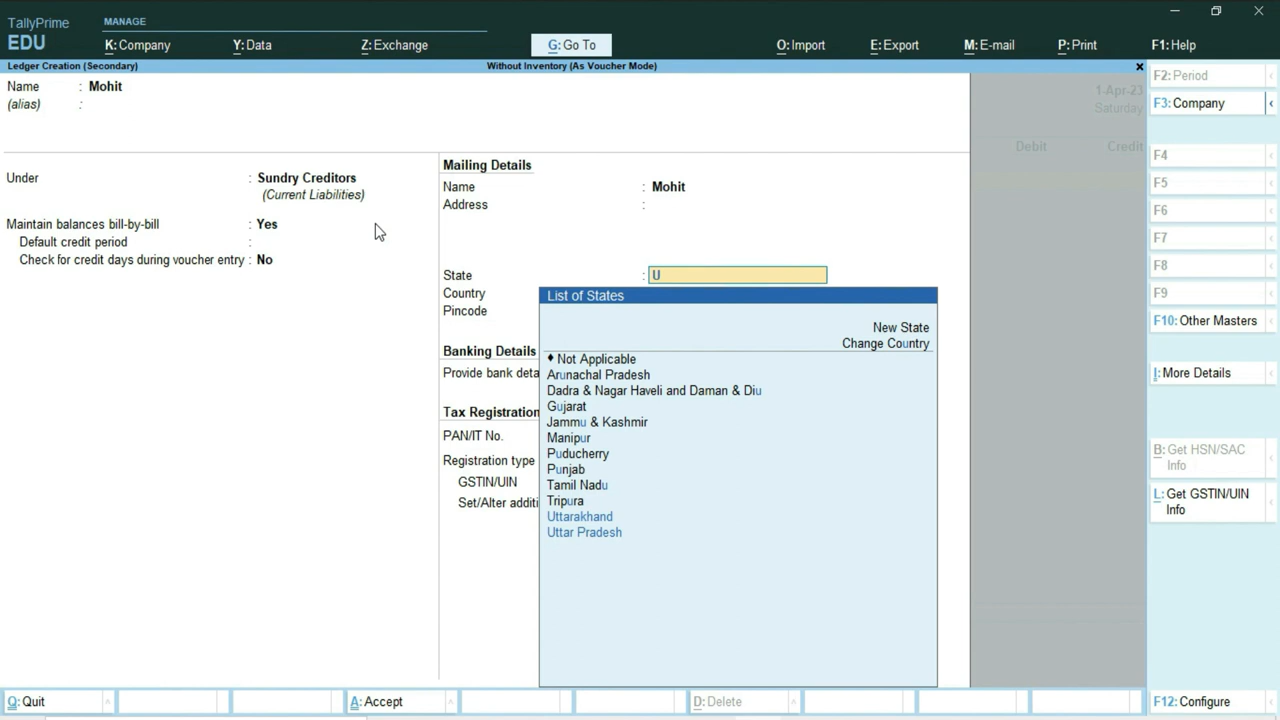 TallyPrime
EDU
MANAGE
K: Company
Y: Data
Z: Exchange
G: Go To
O: Import
E: Export
M: E-mail
P: Print
F1: Help
Ledger Creation (Secondary)
Without Inventory (As Voucher Mode)
Name : Mohit
(alias) :
1-Apr-23
Saturday
Debit Credit
Under : Sundry Creditors
(Current Liabilities)
Maintain balances bill-by-bill : Yes
Default credit period :
Check for credit days during voucher entry : No
Mailing Details
Name : Mohit
Address :
State : U
Country
Pincode
Banking Details
Provide bank deta
Tax Registration
PAN/IT No.
Registration type
GSTIN/UIN
Set/Alter additi
List of States
New State
Change Country
♦ Not Applicable
Arunachal Pradesh
Dadra & Nagar Haveli and Daman & Diu
Gujarat
Jammu & Kashmir
Manipur
Puducherry
Punjab
Tamil Nadu
Tripura
Uttarakhand
Uttar Pradesh
F2: Period
F3: Company
F4
F5
F6
F7
F8
F9
F10: Other Masters
I: More Details
B: Get HSN/SAC
Info
L: Get GSTIN/UIN
Info
Q: Quit
A: Accept
D: Delete
F12: Configure